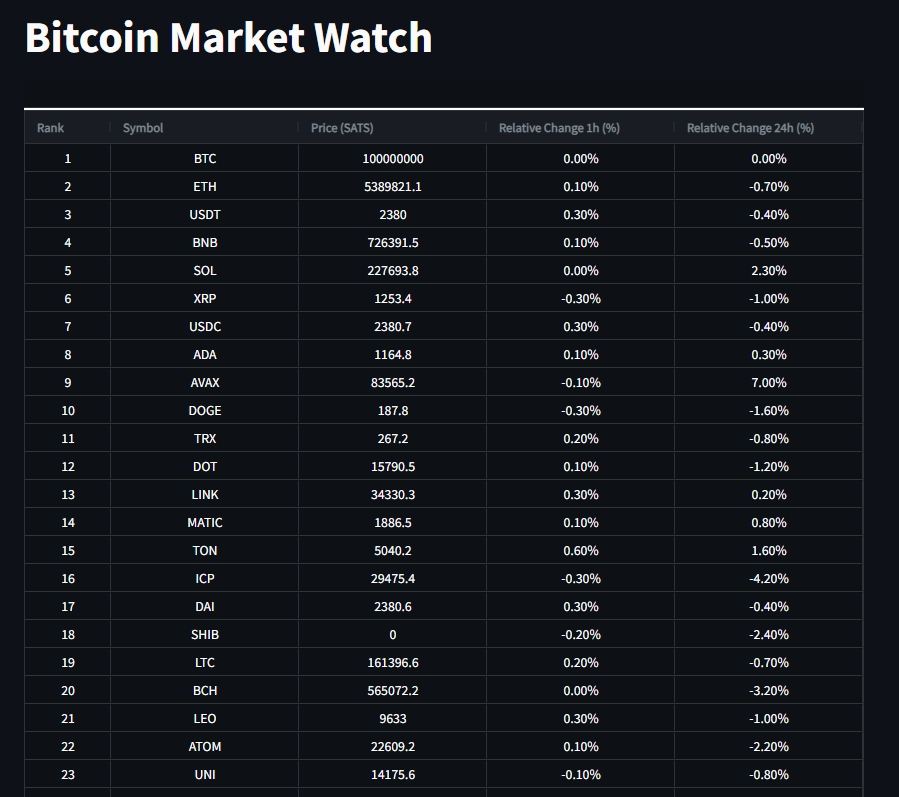 Bitcoin Market Watch
Rank Symbol Price (SATS) Relative Change 1h (%) Relative Change 24h (%)
1 BTC 100000000 0.00% 0.00%
2 ETH 5389821.1 0.10% -0.70%
3 USDT 2380 0.30% -0.40%
4 BNB 726391.5 0.10% -0.50%
5 SOL 227693.8 0.00% 2.30%
6 XRP 1253.4 -0.30% -1.00%
7 USDC 2380.7 0.30% -0.40%
8 ADA 1164.8 0.10% 0.30%
9 AVAX 83565.2 -0.10% 7.00%
10 DOGE 187.8 -0.30% -1.60%
11 TRX 267.2 0.20% -0.80%
12 DOT 15790.5 0.10% -1.20%
13 LINK 34330.3 0.30% 0.20%
14 MATIC 1886.5 0.10% 0.80%
15 TON 5040.2 0.60% 1.60%
16 ICP 29475.4 -0.30% -4.20%
17 DAI 2380.6 0.30% -0.40%
18 SHIB 0 -0.20% -2.40%
19 LTC 161396.6 0.20% -0.70%
20 BCH 565072.2 0.00% -3.20%
21 LEO 9633 0.30% -1.00%
22 ATOM 22609.2 0.10% -2.20%
23 UNI 14175.6 -0.10% -0.80%